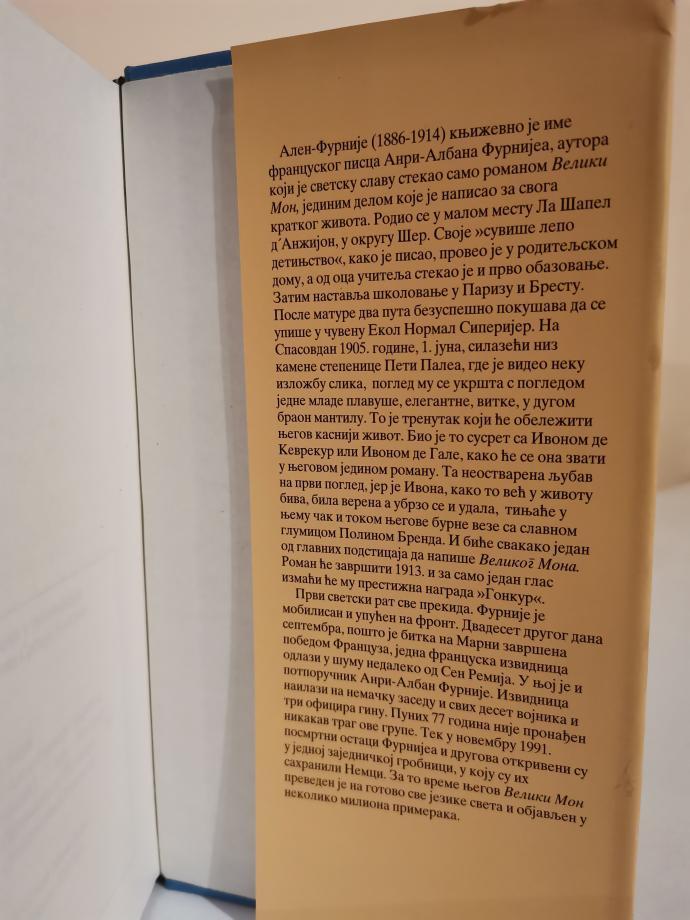 Ален-Фурније (1886-1914) књижевно је име
француског писца Анри-Албана Фурнијеа, аутора
који је светску славу стекао само романом Велики
Мон, јединим делом које је написао за свога
кратког живота. Родио се у малом месту Ла Шапел
д´Анжијон, у округу Шер. Своје »сувише лепо
детињство«, како је писао, провео је у родитељском
дому, а од оца учитеља стекао је и прво обазовање.
Затим наставља школовање у Паризу и Бресту.
После матуре два пута безуспешно покушава да се
упише у чувену Екол Нормал Сиперијер. На
Спасовдан 1905. године, 1. јуна, силазећи низ
камене степенице Пети Палеа, где је видео неку
изложбу слика, поглед му се укршта с погледом
једне младе плавуше, елегантне, витке, у дугом
браон мантилу. То је тренутак који ће обележити
његов каснији живот. Био је то сусрет са Ивоном де
Кеврекур или Ивоном де Гале, како ће се она звати
у његовом једином роману. Та неостварена љубав
на први поглед, јер је Ивона, како то већ у животу
бива, била верена а убрзо се и удала, тињаће у
њему чак и током његове бурне везе са славном
глумицом Полином Бренда. И биће свакако један
од главних подстицаја да напише Великог Мона.
Роман ће завршити 1913. и за само један глас
измаћи ће му престижна награда »Гонкур«.
Први светски рат све прекида. Фурније је
мобилисан и упућен на фронт. Двадесет другог дана
септембра, пошто је битка на Марни завршена
победом Француза, једна француска извидница
одлази у шуму недалеко од Сен Ремија. У њој је и
потпоручник Анри-Албан Фурније. Извидница
наилази на немачку заседу и свих десет војника и
три официра гину. Пуних 77 година није пронађен
никакав траг ове групе. Тек у новембру 1991.
посмртни остаци Фурнијеа и другова откривени су
у једној заједничкој гробници, у коју су их
сахранили Немци. За то време његов Велики Мон
преведен је на готово све језике света и објављен у
неколико милиона примерака.